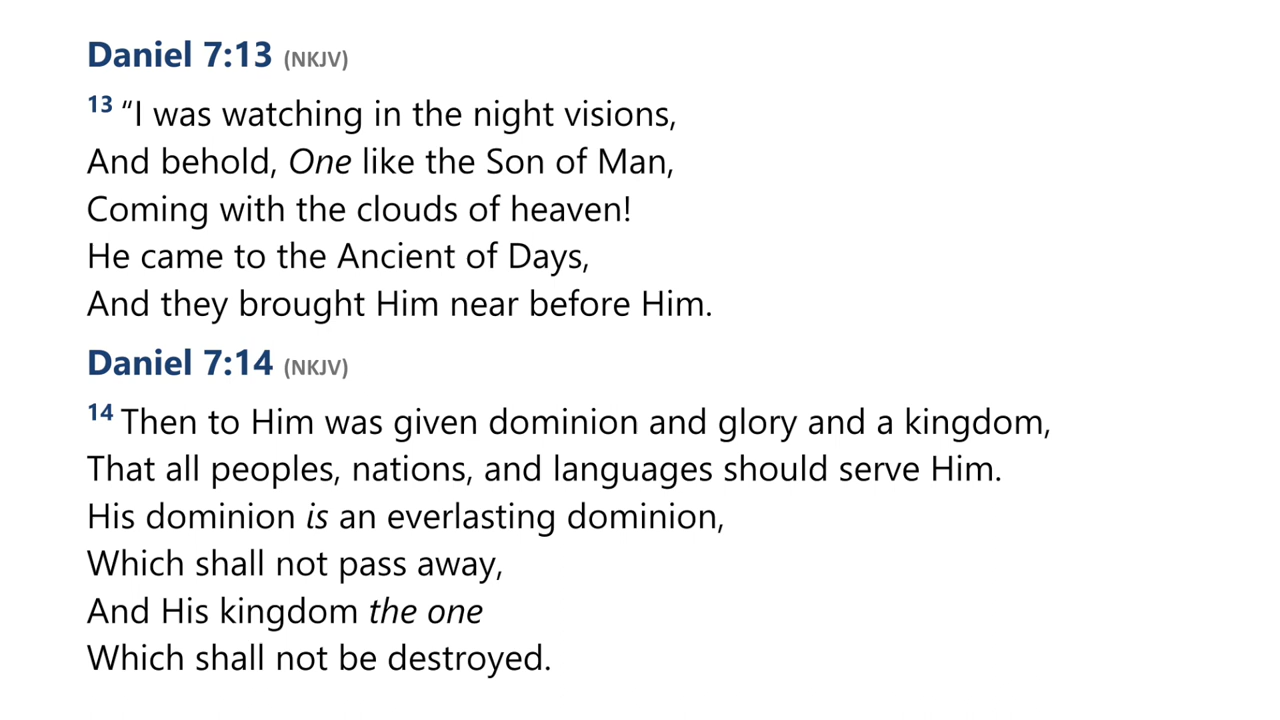 Daniel 7:13 (NKJV)
13 “I was watching in the night visions,
And behold, One like the Son of Man,
Coming with the clouds of heaven!
He came to the Ancient of Days,
And they brought Him near before Him.
Daniel 7:14 (NKJV)
14 Then to Him was given dominion and glory and a kingdom,
That all peoples, nations, and languages should serve Him.
His dominion is an everlasting dominion,
Which shall not pass away,
And His kingdom the one
Which shall not be destroyed.